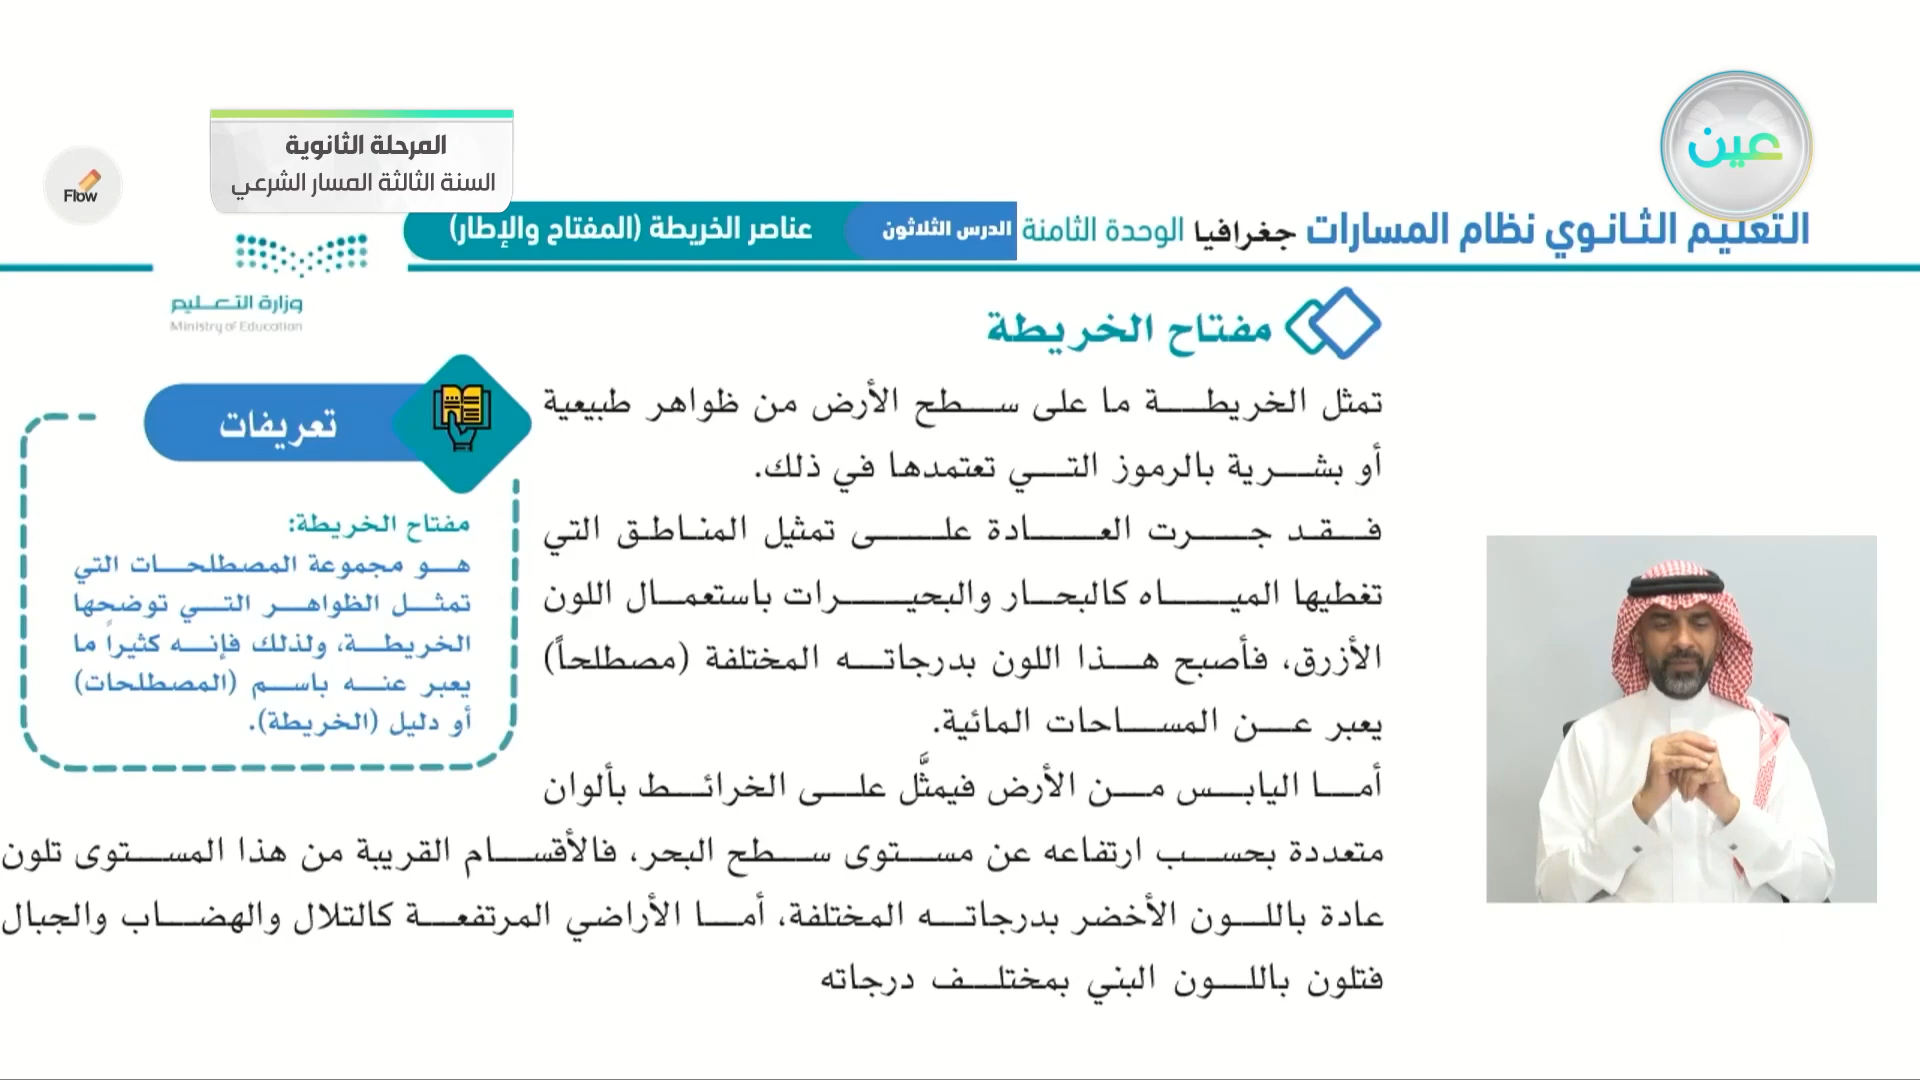 عين
المرحلة الثانوية
السنة الثالثة المسار الشرعي
Flow
التعليم الثانوي نظام المسارات جغرافيا الوحدة الثامنة الدرس الثلاثون عناصر الخريطة (المفتاح والإطار)
وزارة التعليم
Ministry of Education
مفتاح الخريطة
تمثل الخريطة ما على سطح الأرض من ظواهر طبيعية
أو بشرية بالرموز التي تعتمدها في ذلك.
فقد جرت العادة على تمثيل المناطق التي
تغطيها المياه كالبحار والبحيرات باستعمال اللون
الأزرق، فأصبح هذا اللون بدرجاته المختلفة (مصطلحاً)
يعبر عن المساحات المائية.
أما اليابس من الأرض فيمثَّل على الخرائط بألوان
متعددة بحسب ارتفاعه عن مستوى سطح البحر، فالأقسام القريبة من هذا المستوى تلون
عادة باللون الأخضر بدرجاته المختلفة، أما الأراضي المرتفعة كالتلال والهضاب والجبال
فتلون باللون البني بمختلف درجاته
تعريفات
مفتاح الخريطة:
هو مجموعة المصطلحات التي
تمثل الظواهر التي توضحها
الخريطة، ولذلك فإنه كثيراً ما
يعبر عنه باسم (المصطلحات)
أو دليل (الخريطة).